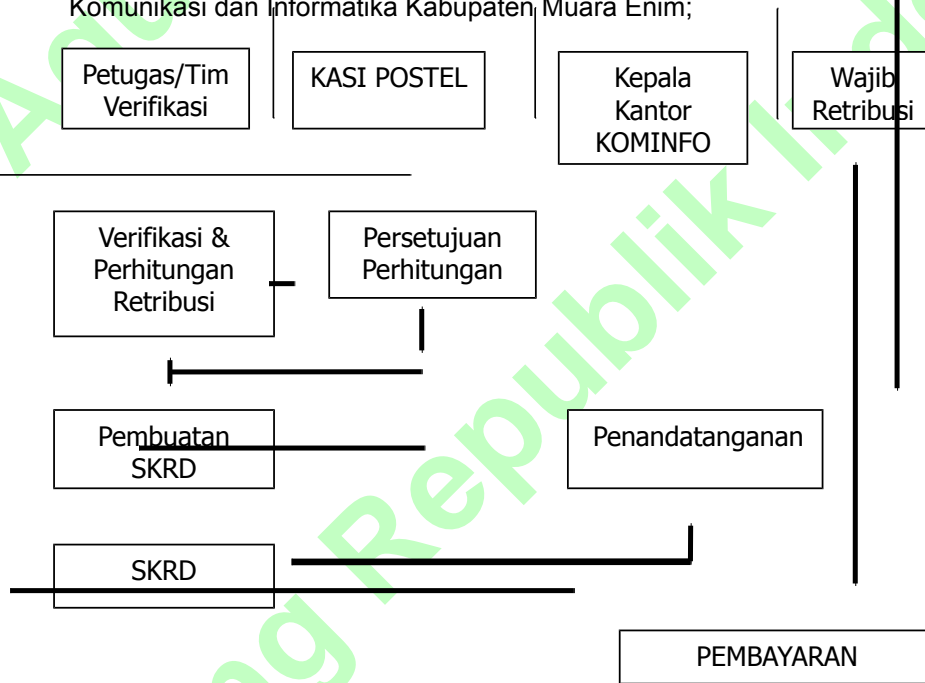 Komunikasi dan Informatika Kabupaten Muara Enim;
Petugas/Tim
Verifikasi
KASI POSTEL
Kepala
Kantor
KOMINFO
Wajib
Retribusi
Verifikasi &
Perhitungan
Retribusi
Persetujuan
Perhitungan
Pembuatan
SKRD
Penandatanganan
SKRD
PEMBAYARAN
Republik